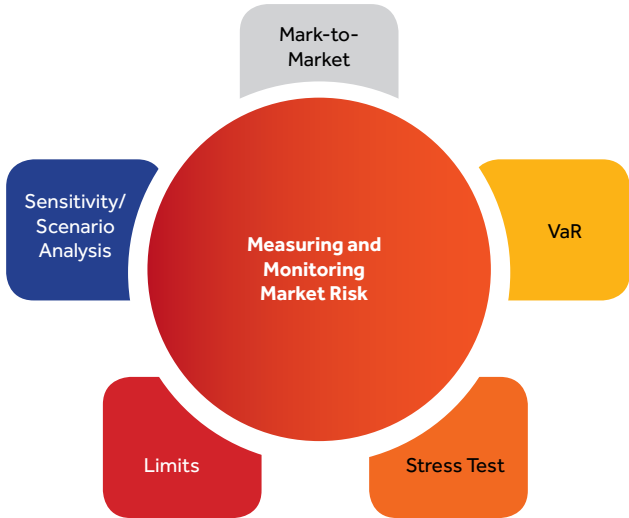 Mark-to-
Market
Sensitivity/
Scenario
Analysis
Measuring and
Monitoring
Market Risk
VaR
Limits
Stress Test